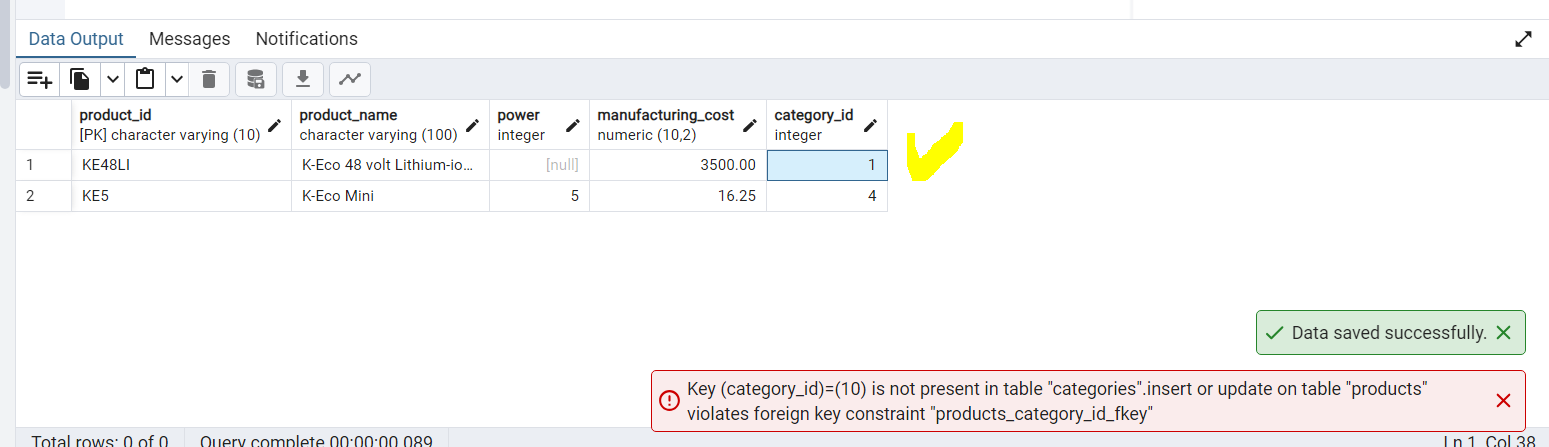 Data Output Messages Notifications
product_id product_name power manufacturing_cost category_id
[PK] character varying (10) character varying (100) integer numeric (10,2) integer
1 KE48LI K-Eco 48 volt Lithium-io... [null] 3500.00 1
2 KE5 K-Eco Mini 5 16.25 4
Data saved successfully.
Key (category_id)=(10) is not present in table "categories".insert or update on table "products"
violates foreign key constraint "products_category_id_fkey"
Total rows: 0 of 0 Query complete 00:00:00.089 Ln 1, Col 38